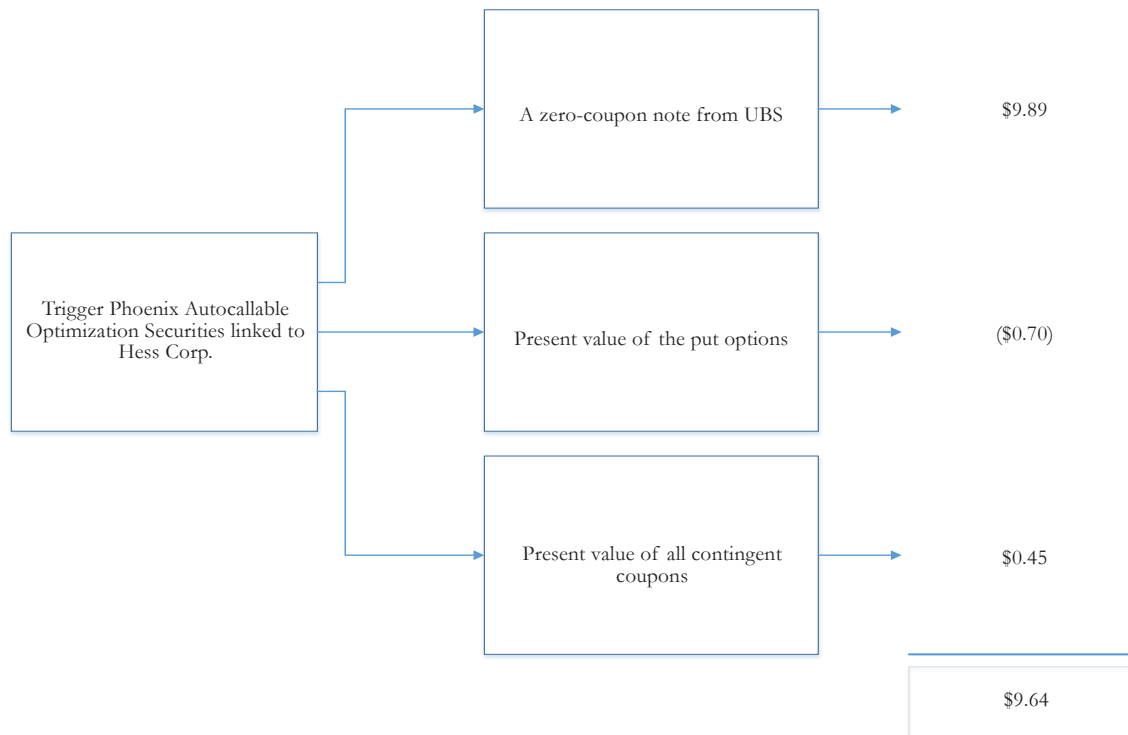 A zero-coupon note from UBS
$9.89
Trigger Phoenix Autocallable
Optimization Securities linked to
Hess Corp.
Present value of the put options
($0.70)
Present value of all contingent
coupons
$0.45
$9.64